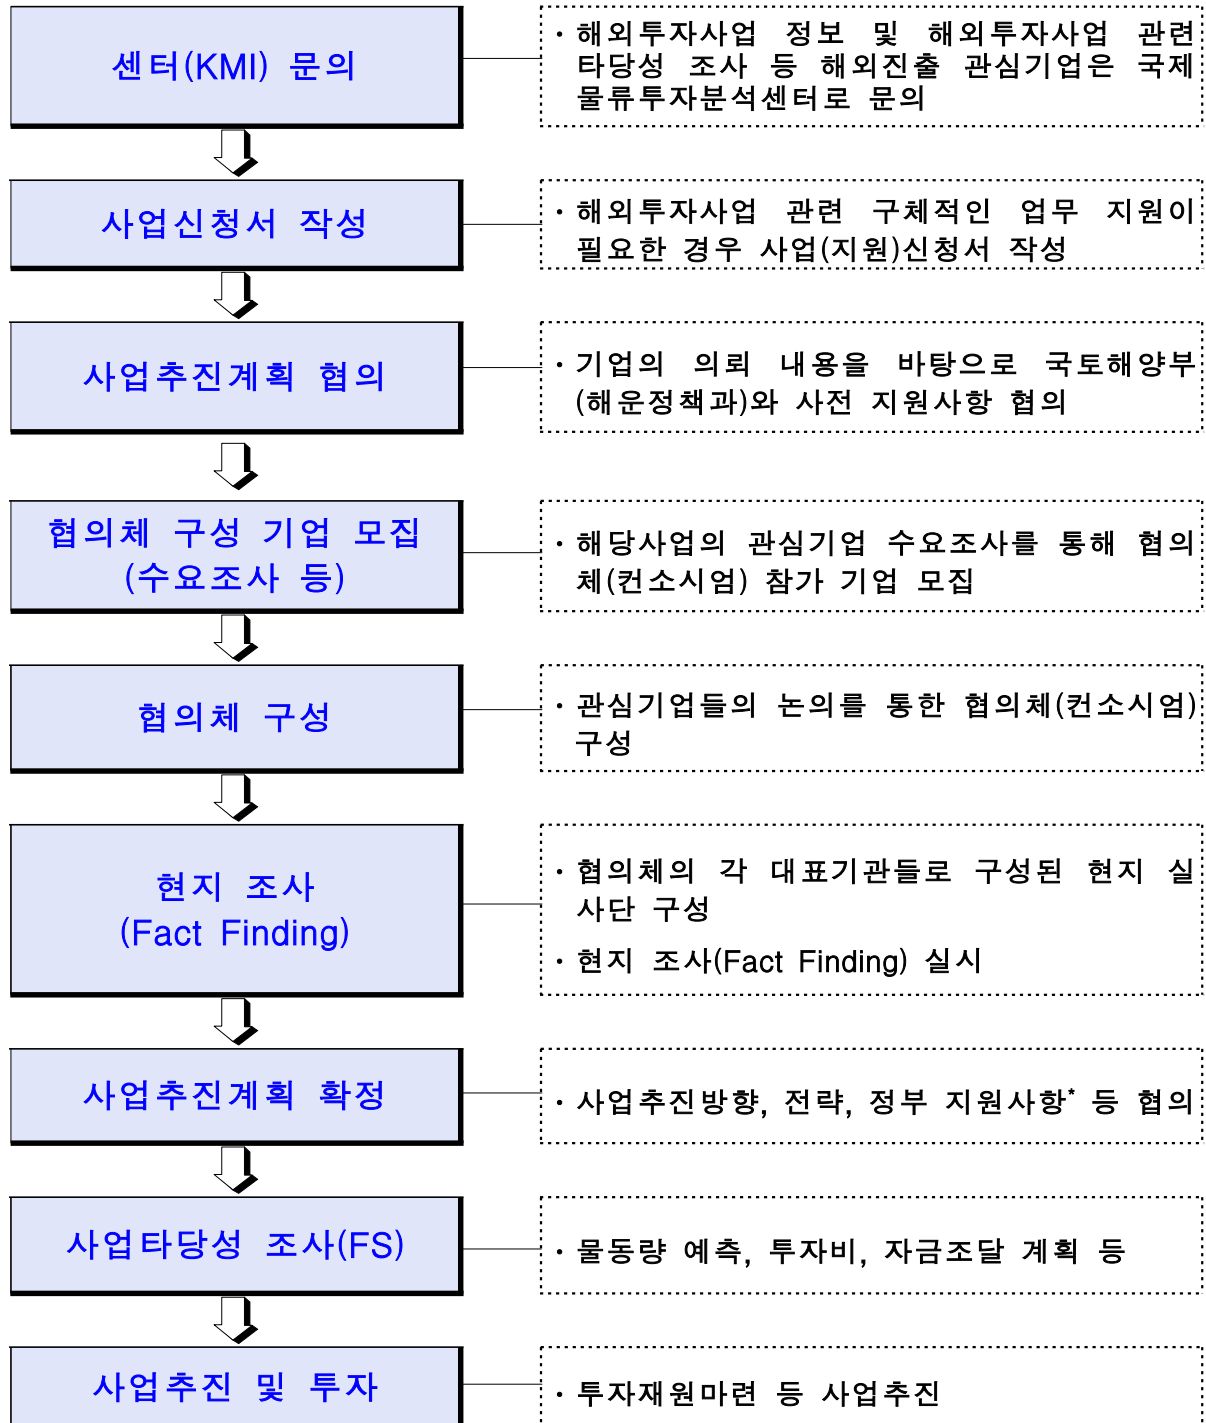 센터(KMI) 문의
· 해외투자사업 정보 및 해외투자사업 관련
타당성 조사 등 해외진출 관심기업은 국제
물류투자분석센터로 문의
사업신청서 작성
· 해외투자사업 관련 구체적인 업무 지원이
필요한 경우 사업(지원)신청서 작성
사업추진계획 협의
· 기업의 의뢰 내용을 바탕으로 국토해양부
(해운정책과)와 사전 지원사항 협의
협의체 구성 기업 모집
(수요조사 등)
· 해당사업의 관심기업 수요조사를 통해 협의
체(컨소시엄) 참가 기업 모집
협의체 구성
· 관심기업들의 논의를 통한 협의체(컨소시엄)
구성
현지 조사
(Fact Finding)
· 협의체의 각 대표기관들로 구성된 현지 실
사단 구성
· 현지 조사(Fact Finding) 실시
사업추진계획 확정
· 사업추진방향, 전략, 정부 지원사항* 등 협의
사업타당성 조사(FS)
· 물동량 예측, 투자비, 자금조달 계획 등
사업추진 및 투자
· 투자재원마련 등 사업추진